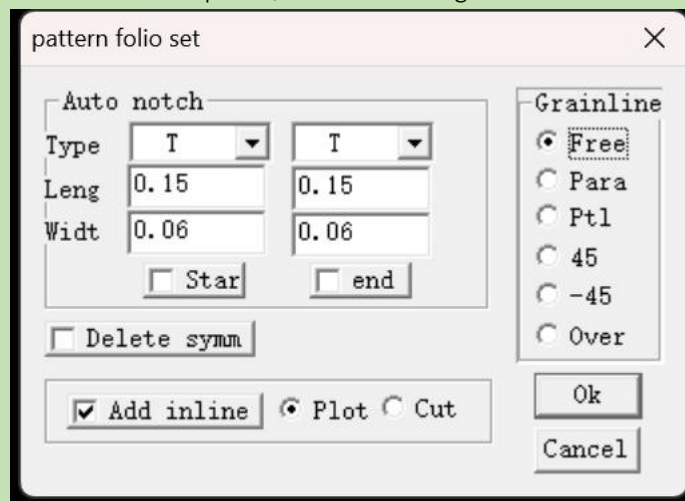 pattern folio set
Auto notch
Type T T
Leng 0.15 0.15
Widt 0.06 0.06
Star end
Delete symm
Add inline Plot Cut
Grainline
Free
Para
Ptl
45
-45
Over
Ok
Cancel